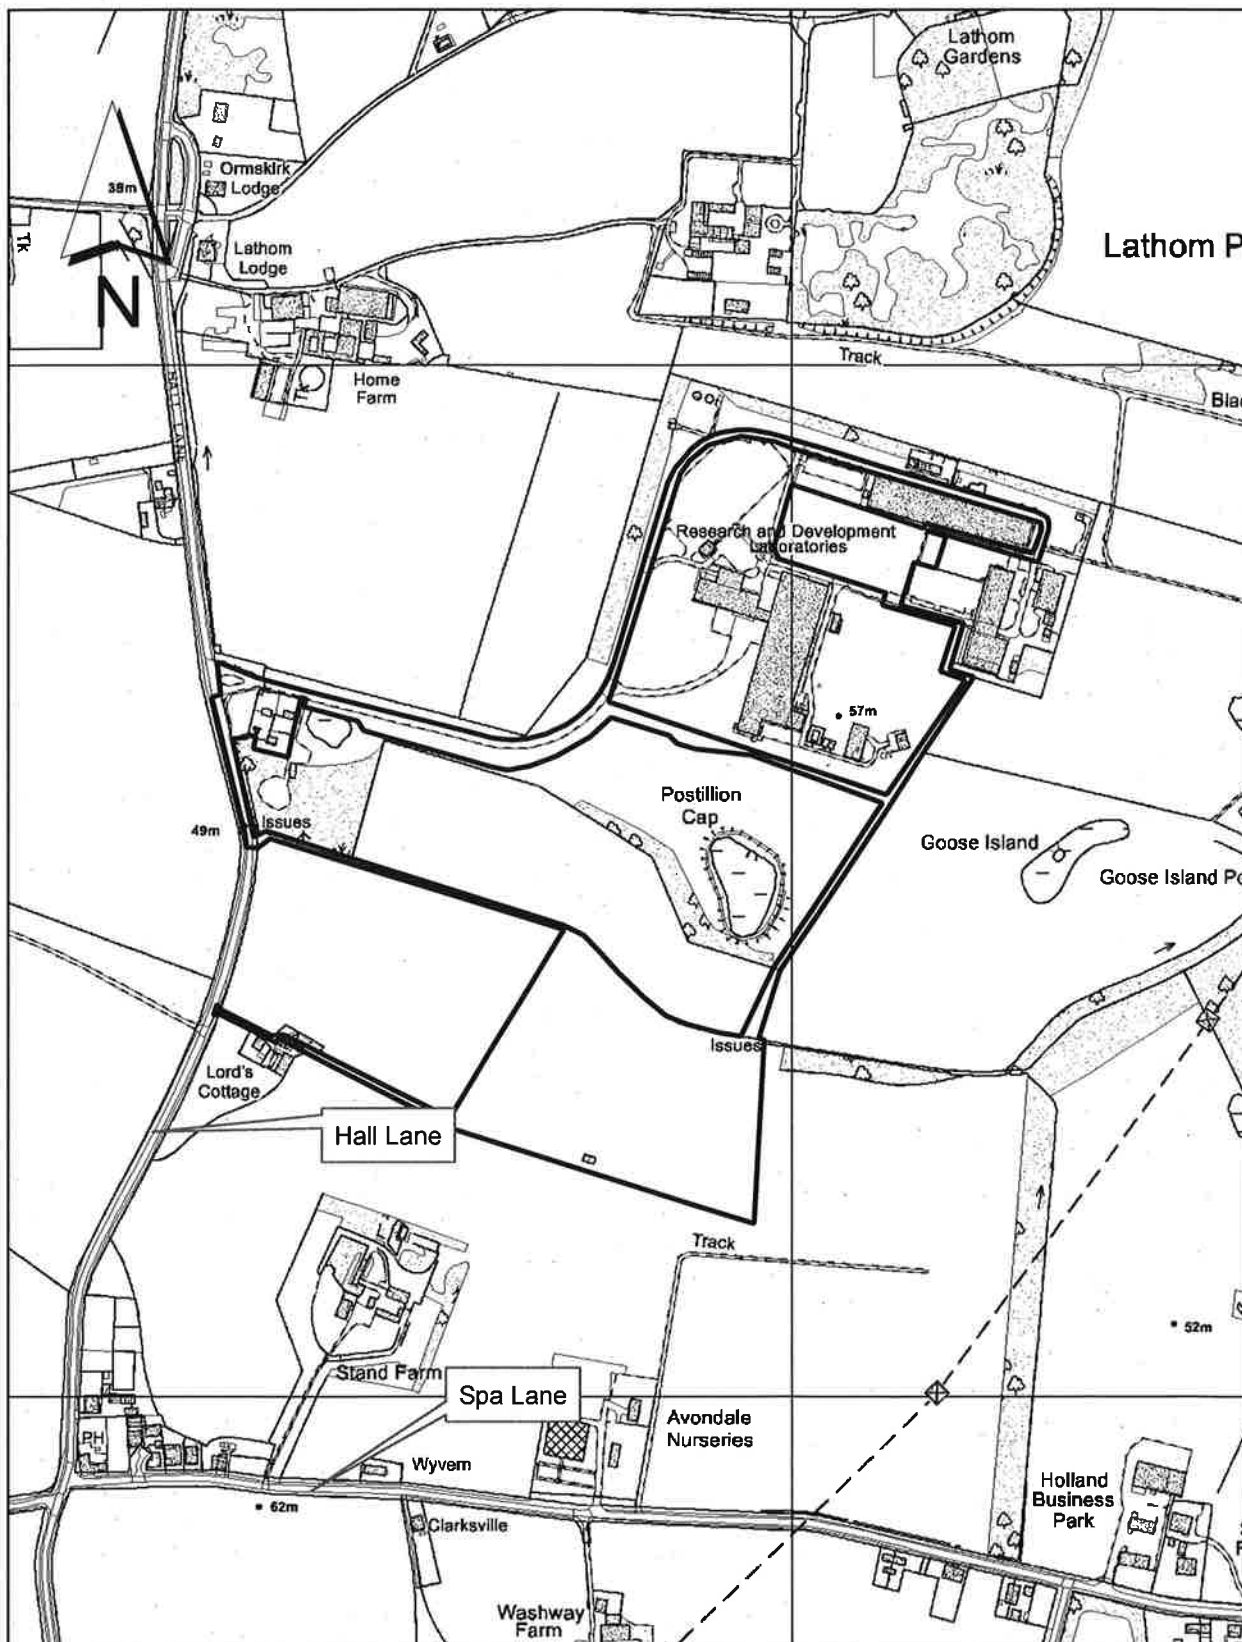 Lathom
Gardens
Ormskirk
Lodge
38m
Tk
Lathom
Lodge
Lathom P
N
Track
Home
Farm
Tk
Research and Development
Laboratories
57m
Postillion
Cap
49m
Issues
Goose Island
Goose Island
Issues
Lord's
Cottage
Hall Lane
Track
52m
Stand Farm
Spa Lane
Avondale
Nurseries
PH
Wyvern
Holland
Business
Park
62m
Clarksville
Washway
Farm